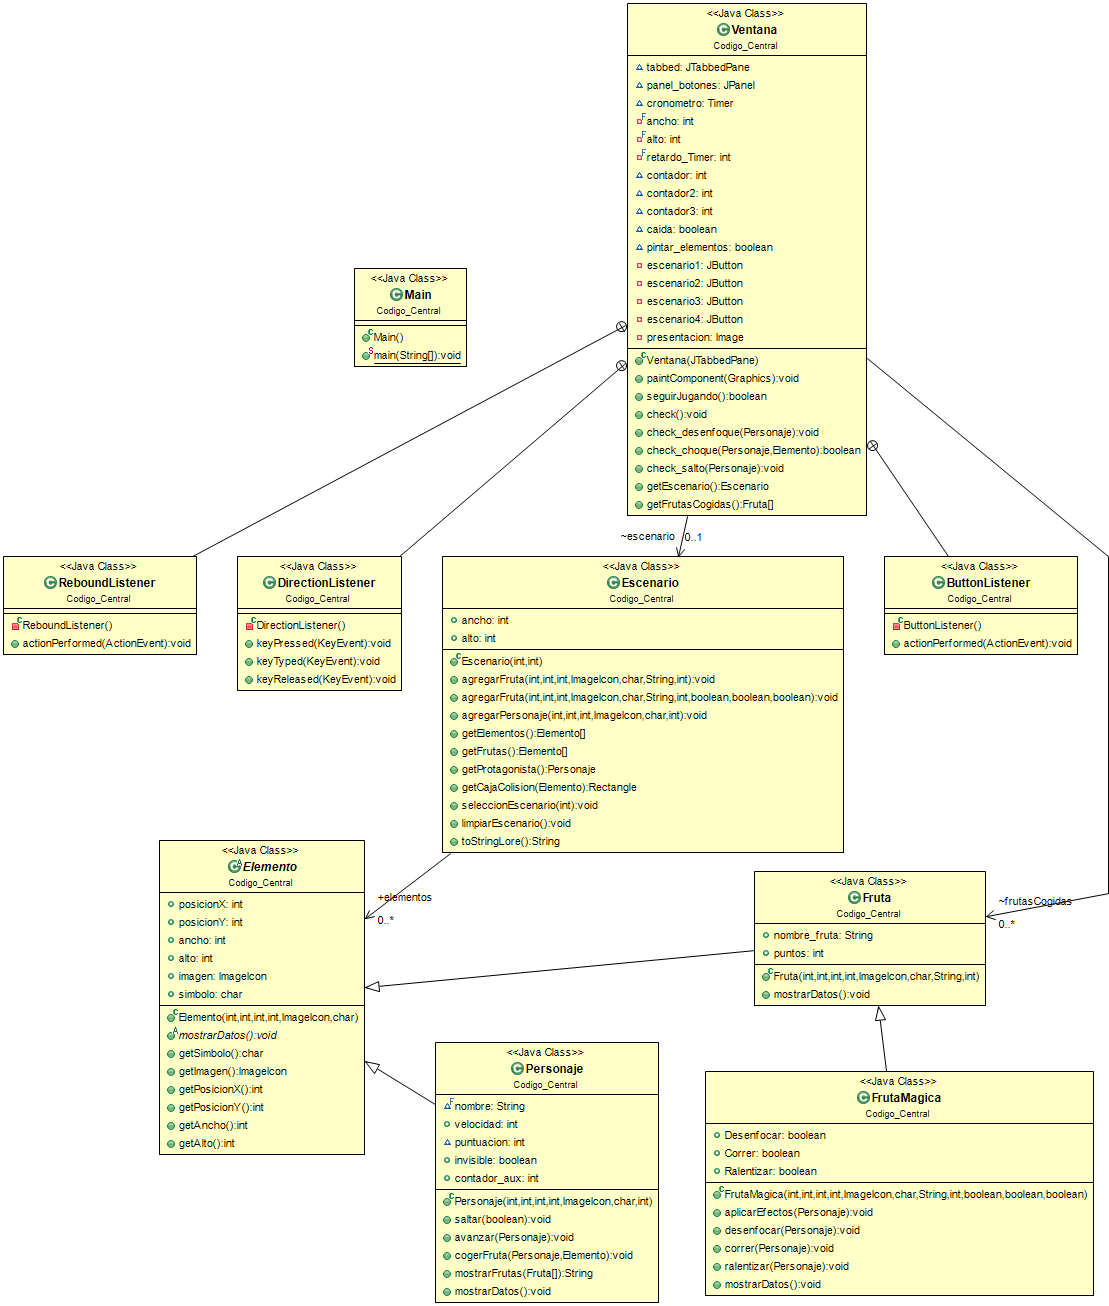 <<Java Class>>
Ventana
Codigo_Central
tabbed: JTabbedPane
panel_botones: JPanel
cronometro: Timer
ancho: int
alto: int
retardo_Timer: int
contador: int
contador2: int
contador3: int
caida: boolean
pintar_elementos: boolean
escenario1: JButton
escenario2: JButton
escenario3: JButton
escenario4: JButton
presentacion: Image
Ventana(JTabbedPane)
paintComponent(Graphics):void
seguirJugando():boolean
check():void
check_desenfoque(Personaje):void
check_choque(Personaje,Elemento):boolean
check_salto(Personaje):void
getEscenario():Escenario
getFrutasCogidas():Fruta[]
<<Java Class>>
Main
Codigo_Central
Main()
main(String[]):void
~escenario
0..1
<<Java Class>>
ReboundListener
Codigo_Central
ReboundListener()
actionPerformed(ActionEvent):void
<<Java Class>>
DirectionListener
Codigo_Central
DirectionListener()
keyPressed(KeyEvent):void
keyTyped(KeyEvent):void
keyReleased(KeyEvent):void
<<Java Class>>
Escenario
Codigo_Central
ancho: int
alto: int
Escenario(int,int)
agregarFruta(int,int,int,ImageIcon,char,String,int):void
agregarFruta(int,int,int,ImageIcon,char,String,int,boolean,boolean,boolean):void
agregarPersonaje(int,int,int,ImageIcon,char,int):void
getElementos():Elemento[]
getFrutas():Elemento[]
getProtagonista():Personaje
getCajaColision(Elemento):Rectangle
seleccionEscenario(int):void
limpiarEscenario():void
toStringLore():String
<<Java Class>>
ButtonListener
Codigo_Central
ButtonListener()
actionPerformed(ActionEvent):void
<<Java Class>>
Elemento
Codigo_Central
posicionX: int
posicionY: int
ancho: int
alto: int
imagen: ImageIcon
simbolo: char
Elemento(int,int,int,int,ImageIcon,char)
mostrarDatos():void
getSimbolo():char
getImagen():ImageIcon
getPosicionX():int
getPosicionY():int
getAncho():int
getAlto():int
+elementos
0..*
<<Java Class>>
Fruta
Codigo_Central
nombre_fruta: String
puntos: int
Fruta(int,int,int,int,ImageIcon,char,String,int)
mostrarDatos():void
~frutasCogidas
0..*
<<Java Class>>
Personaje
Codigo_Central
nombre: String
velocidad: int
puntuacion: int
invisible: boolean
contador_aux: int
Personaje(int,int,int,int,ImageIcon,char,int)
saltar(boolean):void
avanzar(Personaje):void
cogerFruta(Personaje,Elemento):void
mostrarFrutas(Fruta[]):String
mostrarDatos():void
<<Java Class>>
FrutaMagica
Codigo_Central
Desenfocar: boolean
Correr: boolean
Ralentizar: boolean
FrutaMagica(int,int,int,int,ImageIcon,char,String,int,boolean,boolean,boolean)
aplicarEfectos(Personaje):void
desenfocar(Personaje):void
correr(Personaje):void
ralentizar(Personaje):void
mostrarDatos():void